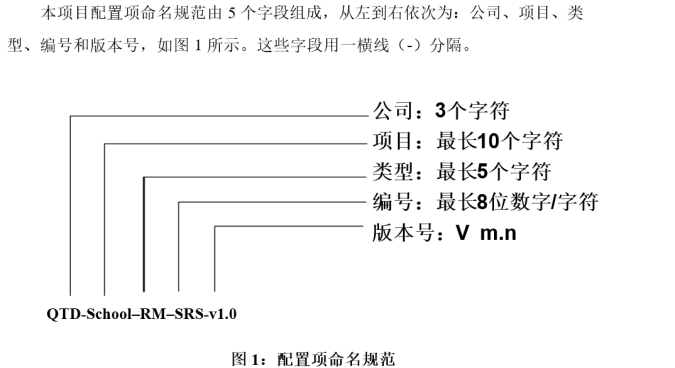 本项目配置项命名规范由 5 个字段组成，从左到右依次为：公司、项目、类
型、编号和版本号，如图 1 所示。这些字段用一横线（-）分隔。
公司：3个字符
项目：最长10个字符
类型：最长5个字符
编号：最长8位数字/字符
版本号：V m.n
QTD-School–RM–SRS-v1.0
图 1：配置项命名规范